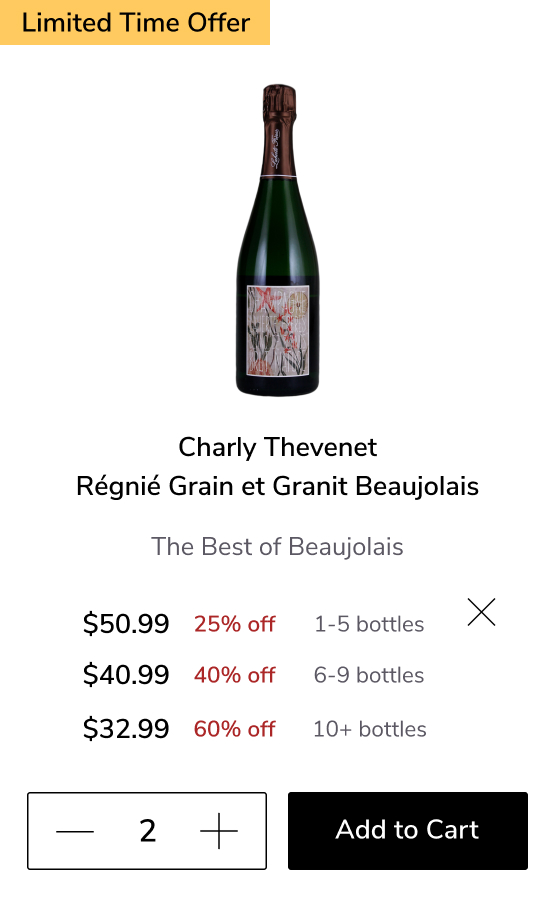 Limited Time Offer
Charly Thevenet
Régnié Grain et Granit Beaujolais
The Best of Beaujolais
$50.99 25% off 1-5 bottles
$40.99 40% off 6-9 bottles
$32.99 60% off 10+ bottles
2
Add to Cart